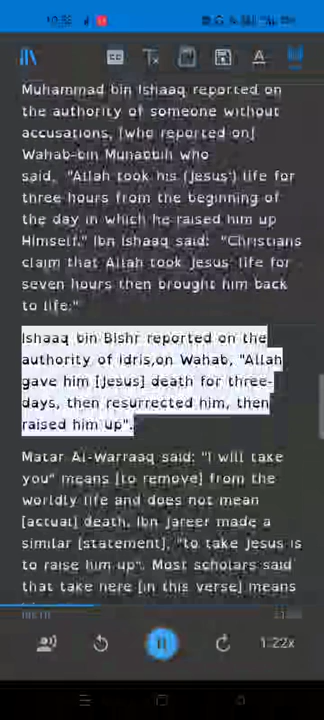 Muhammad bin Ishaaq reported on
the authority of someone without
accusations, [who reported on]
Wahab-bin Munabbih who
said, "Allah took his (Jesus') life for
three hours from the beginning of
the day in which he raised him up
Himself." Ibn Ishaaq said: "Christians
claim that Allah took Jesus' life for
seven hours then brought him back
to life."
Ishaaq bin Bishr reported on the
authority of Idris,on Wahab, "Allah
gave him [Jesus] death for three-
days, then resurrected him, then
raised him up".
Matar Al-Warraaq said: "I will take
you" means [to remove] from the
worldly life and does not mean
[actual] death. Ibn Jareer made a
similar [statement], "to take Jesus is
to raise him up". Most scholars said
that take here [in this verse] means
1.22x